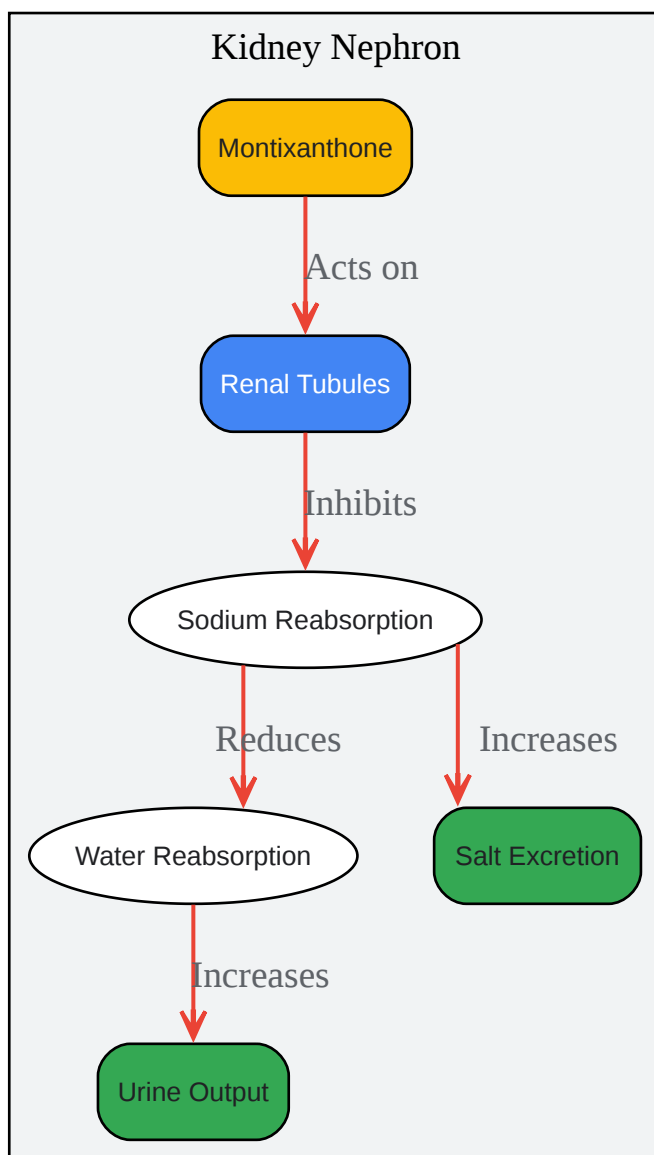 Kidney Nephron
Montixanthone
Acts on
Renal Tubules
Inhibits
Sodium Reabsorption
Reduces
Increases
Water Reabsorption
Salt Excretion
Increases
Urine Output